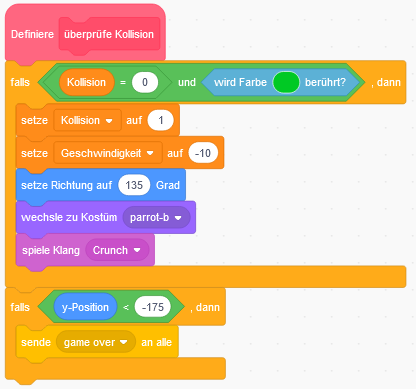 Definiere überprüfe Kollision
falls Kollision = 0 und wird Farbe berührt? , dann
setze Kollision auf 1
setze Geschwindigkeit auf -10
setze Richtung auf 135 Grad
wechsle zu Kostüm parrot-b
spiele Klang Crunch
falls y-Position < -175 , dann
sende game over an alle